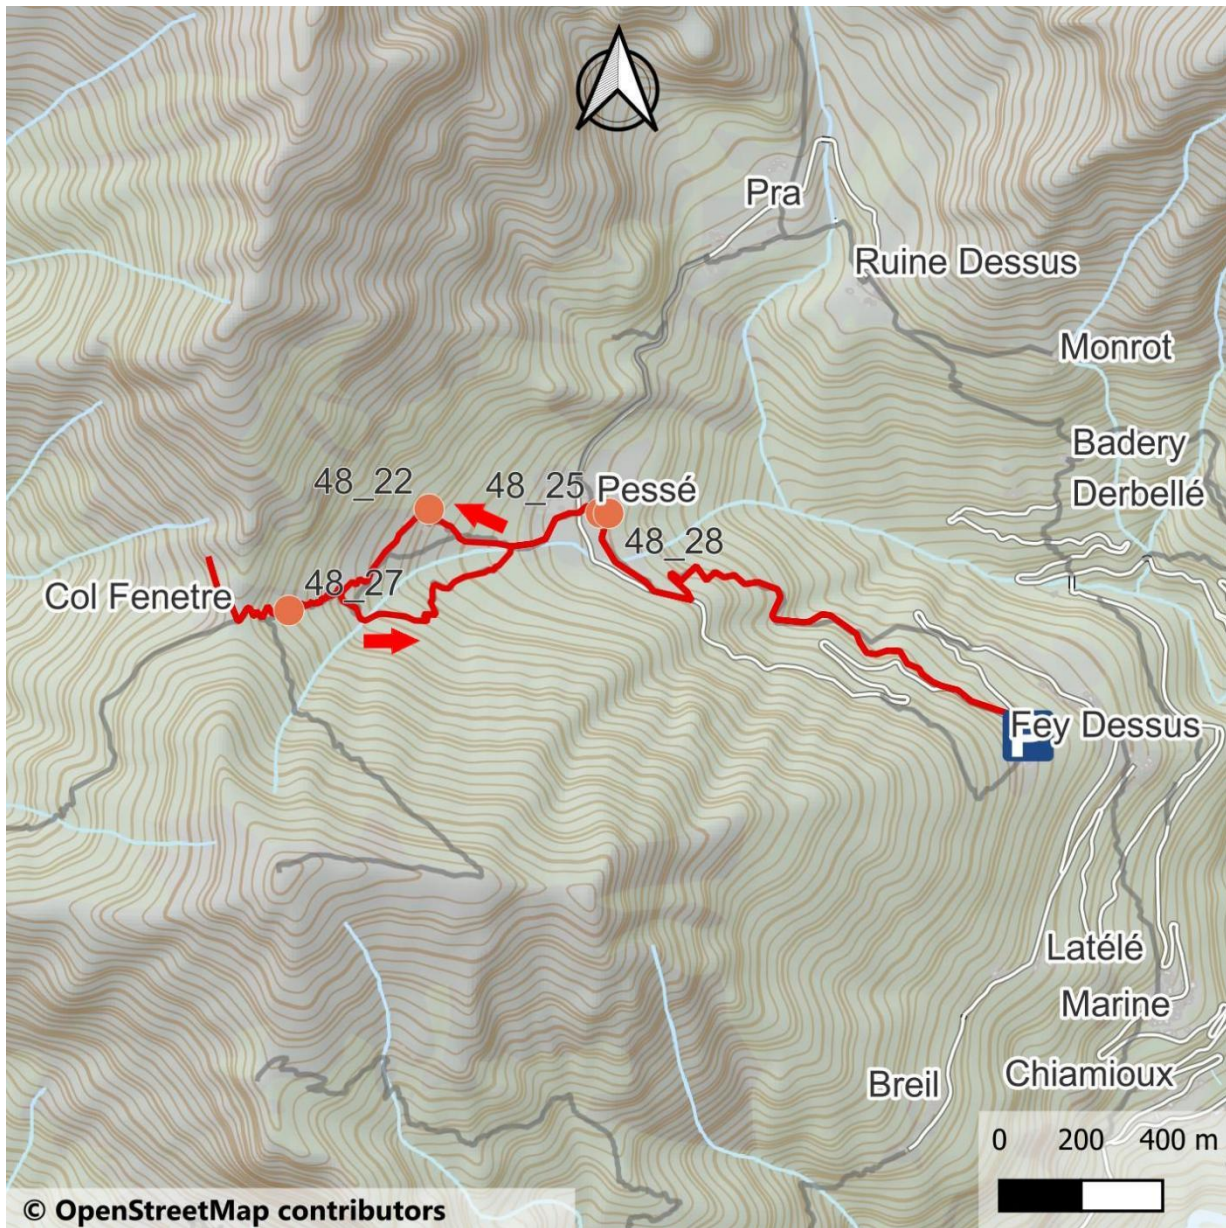 Pra
Ruine Dessus
Monrot
Badery
Derbellé
48_22
48_25
Pessé
48_28
48_27
Col Fenetre
P
Fey Dessus
Latélé
Marine
Chiamioux
Breil
0 200 400 m
© OpenStreetMap contributors